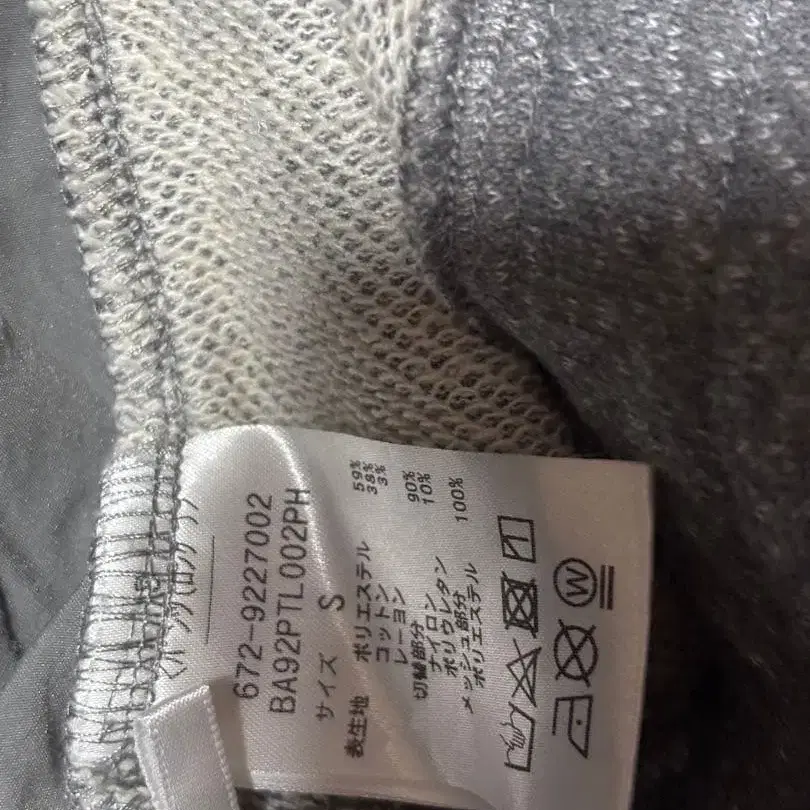 672-9227002
BA92PTL002PH
サイズ S
表生地 ポリエステル 59%
コットン 38%
レーヨン 3%
切替部分
ナイロン 90%
ポリウレタン 10%
メッシュ部分
ポリエステル 100%
W